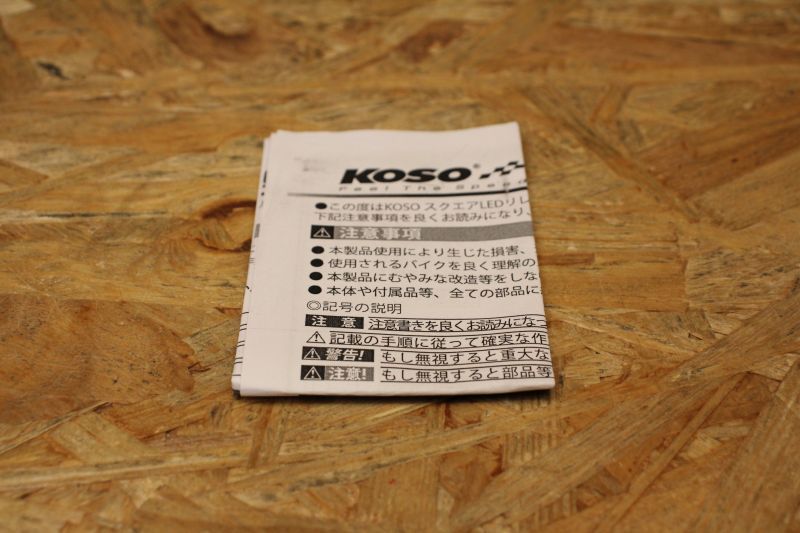 KOSO®
Feel The Spee
●この度はKOSO スクエアLEDリレ
下記注意事項を良くお読みになり、
⚠ 注意事項
●本製品使用により生じた損害、
●使用されるバイクを良く理解の
●本製品にむやみな改造等をしな
●本体や付属品等、全ての部品に
◎記号の説明
注 意 注意書きを良くお読みになっ
⚠記載の手順に従って確実な作
⚠警告! もし無視すると重大な
⚠注意! もし無視すると部品等